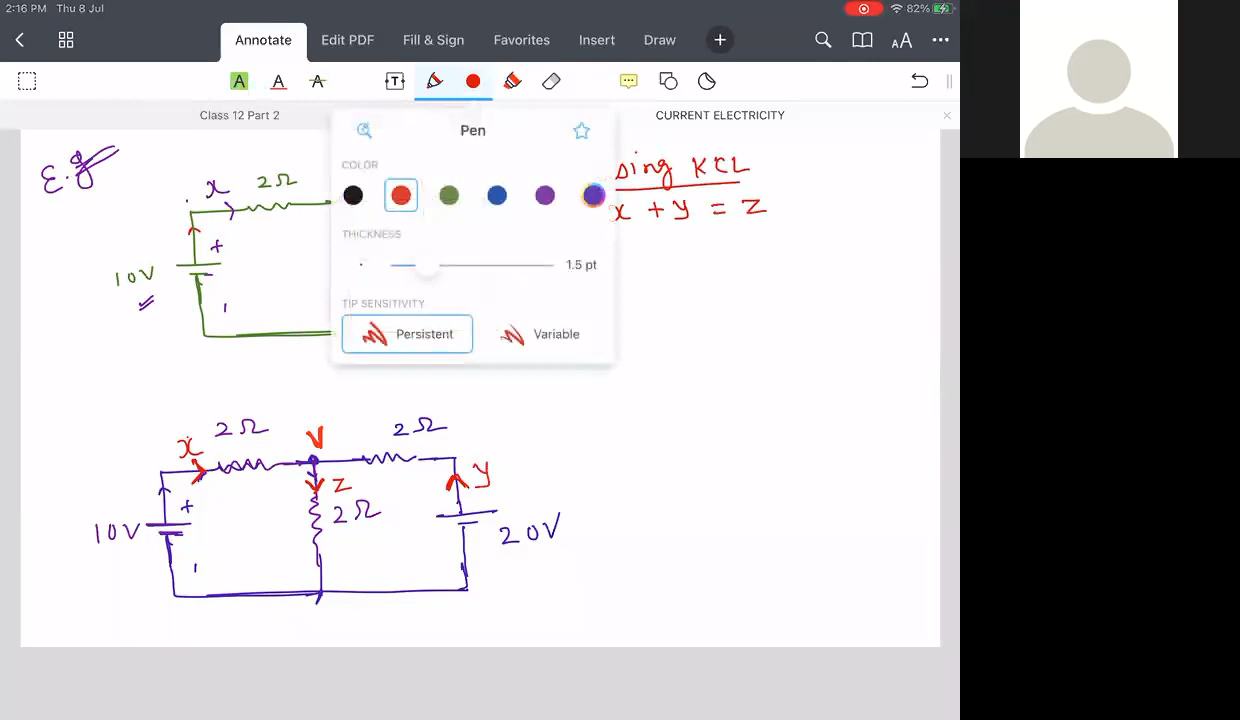 2:16 PM Thu 8 Jul
82%
Annotate Edit PDF Fill & Sign Favorites Insert Draw
Class 12 Part 2
CURRENT ELECTRICITY
Pen
COLOR
THICKNESS
1.5 pt
TIP SENSITIVITY
Persistent
Variable
E.g
x 2Ω
+
10V
sing KCL
x + y = z
2Ω 2Ω
x V
z y
2Ω
+
10V
20V